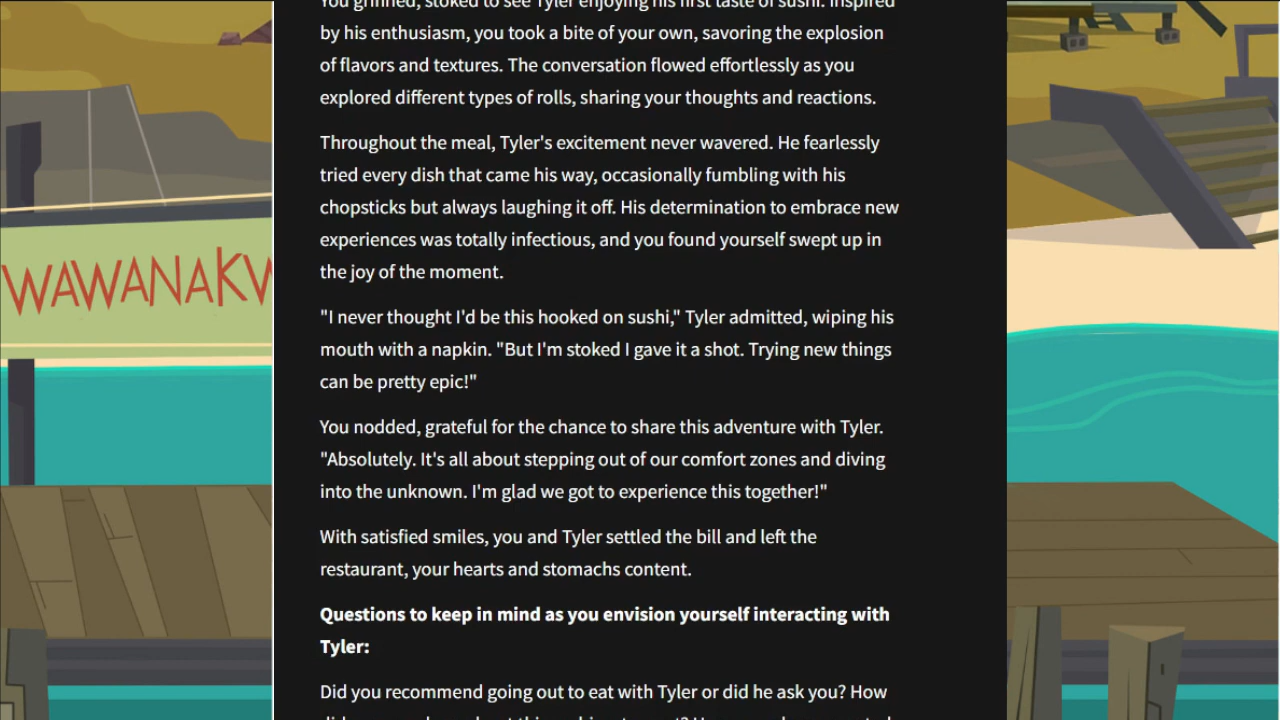 You grinned, stoked to see Tyler enjoying his first taste of sushi. Inspired
by his enthusiasm, you took a bite of your own, savoring the explosion
of flavors and textures. The conversation flowed effortlessly as you
explored different types of rolls, sharing your thoughts and reactions.
Throughout the meal, Tyler's excitement never wavered. He fearlessly
tried every dish that came his way, occasionally fumbling with his
chopsticks but always laughing it off. His determination to embrace new
experiences was totally infectious, and you found yourself swept up in
the joy of the moment.
WAWANAKW
"I never thought I'd be this hooked on sushi," Tyler admitted, wiping his
mouth with a napkin. "But I'm stoked I gave it a shot. Trying new things
can be pretty epic!"
You nodded, grateful for the chance to share this adventure with Tyler.
"Absolutely. It's all about stepping out of our comfort zones and diving
into the unknown. I'm glad we got to experience this together!"
With satisfied smiles, you and Tyler settled the bill and left the
restaurant, your hearts and stomachs content.
Questions to keep in mind as you envision yourself interacting with
Tyler:
Did you recommend going out to eat with Tyler or did he ask you? How